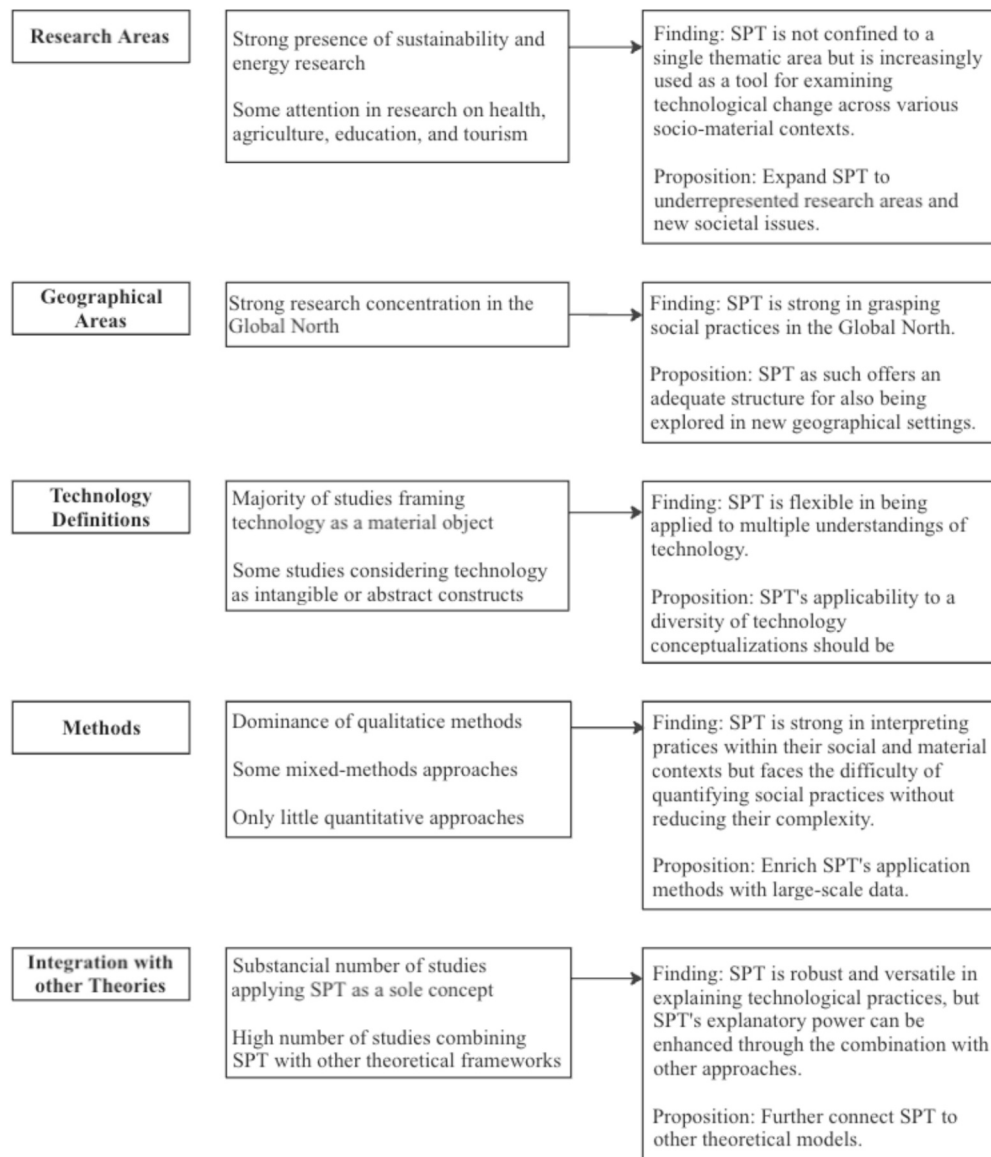 Research Areas
Strong presence of sustainability and
energy research
Some attention in research on health,
agriculture, education, and tourism
Finding: SPT is not confined to a
single thematic area but is increasingly
used as a tool for examining
technological change across various
socio-material contexts.
Proposition: Expand SPT to
underrepresented research areas and
new societal issues.
Geographical
Areas
Strong research concentration in the
Global North
Finding: SPT is strong in grasping
social practices in the Global North.
Proposition: SPT as such offers an
adequate structure for also being
explored in new geographical settings.
Technology
Definitions
Majority of studies framing
technology as a material object
Some studies considering technology
as intangible or abstract constructs
Finding: SPT is flexible in being
applied to multiple understandings of
technology.
Proposition: SPT's applicability to a
diversity of technology
conceptualizations should be
Methods
Dominance of qualitatice methods
Some mixed-methods approaches
Only little quantitative approaches
Finding: SPT is strong in interpreting
pratices within their social and material
contexts but faces the difficulty of
quantifying social practices without
reducing their complexity.
Proposition: Enrich SPT's application
methods with large-scale data.
Integration with
other Theories
Substancial number of studies
applying SPT as a sole concept
High number of studies combining
SPT with other theoretical frameworks
Finding: SPT is robust and versatile in
explaining technological practices, but
SPT's explanatory power can be
enhanced through the combination with
other approaches.
Proposition: Further connect SPT to
other theoretical models.